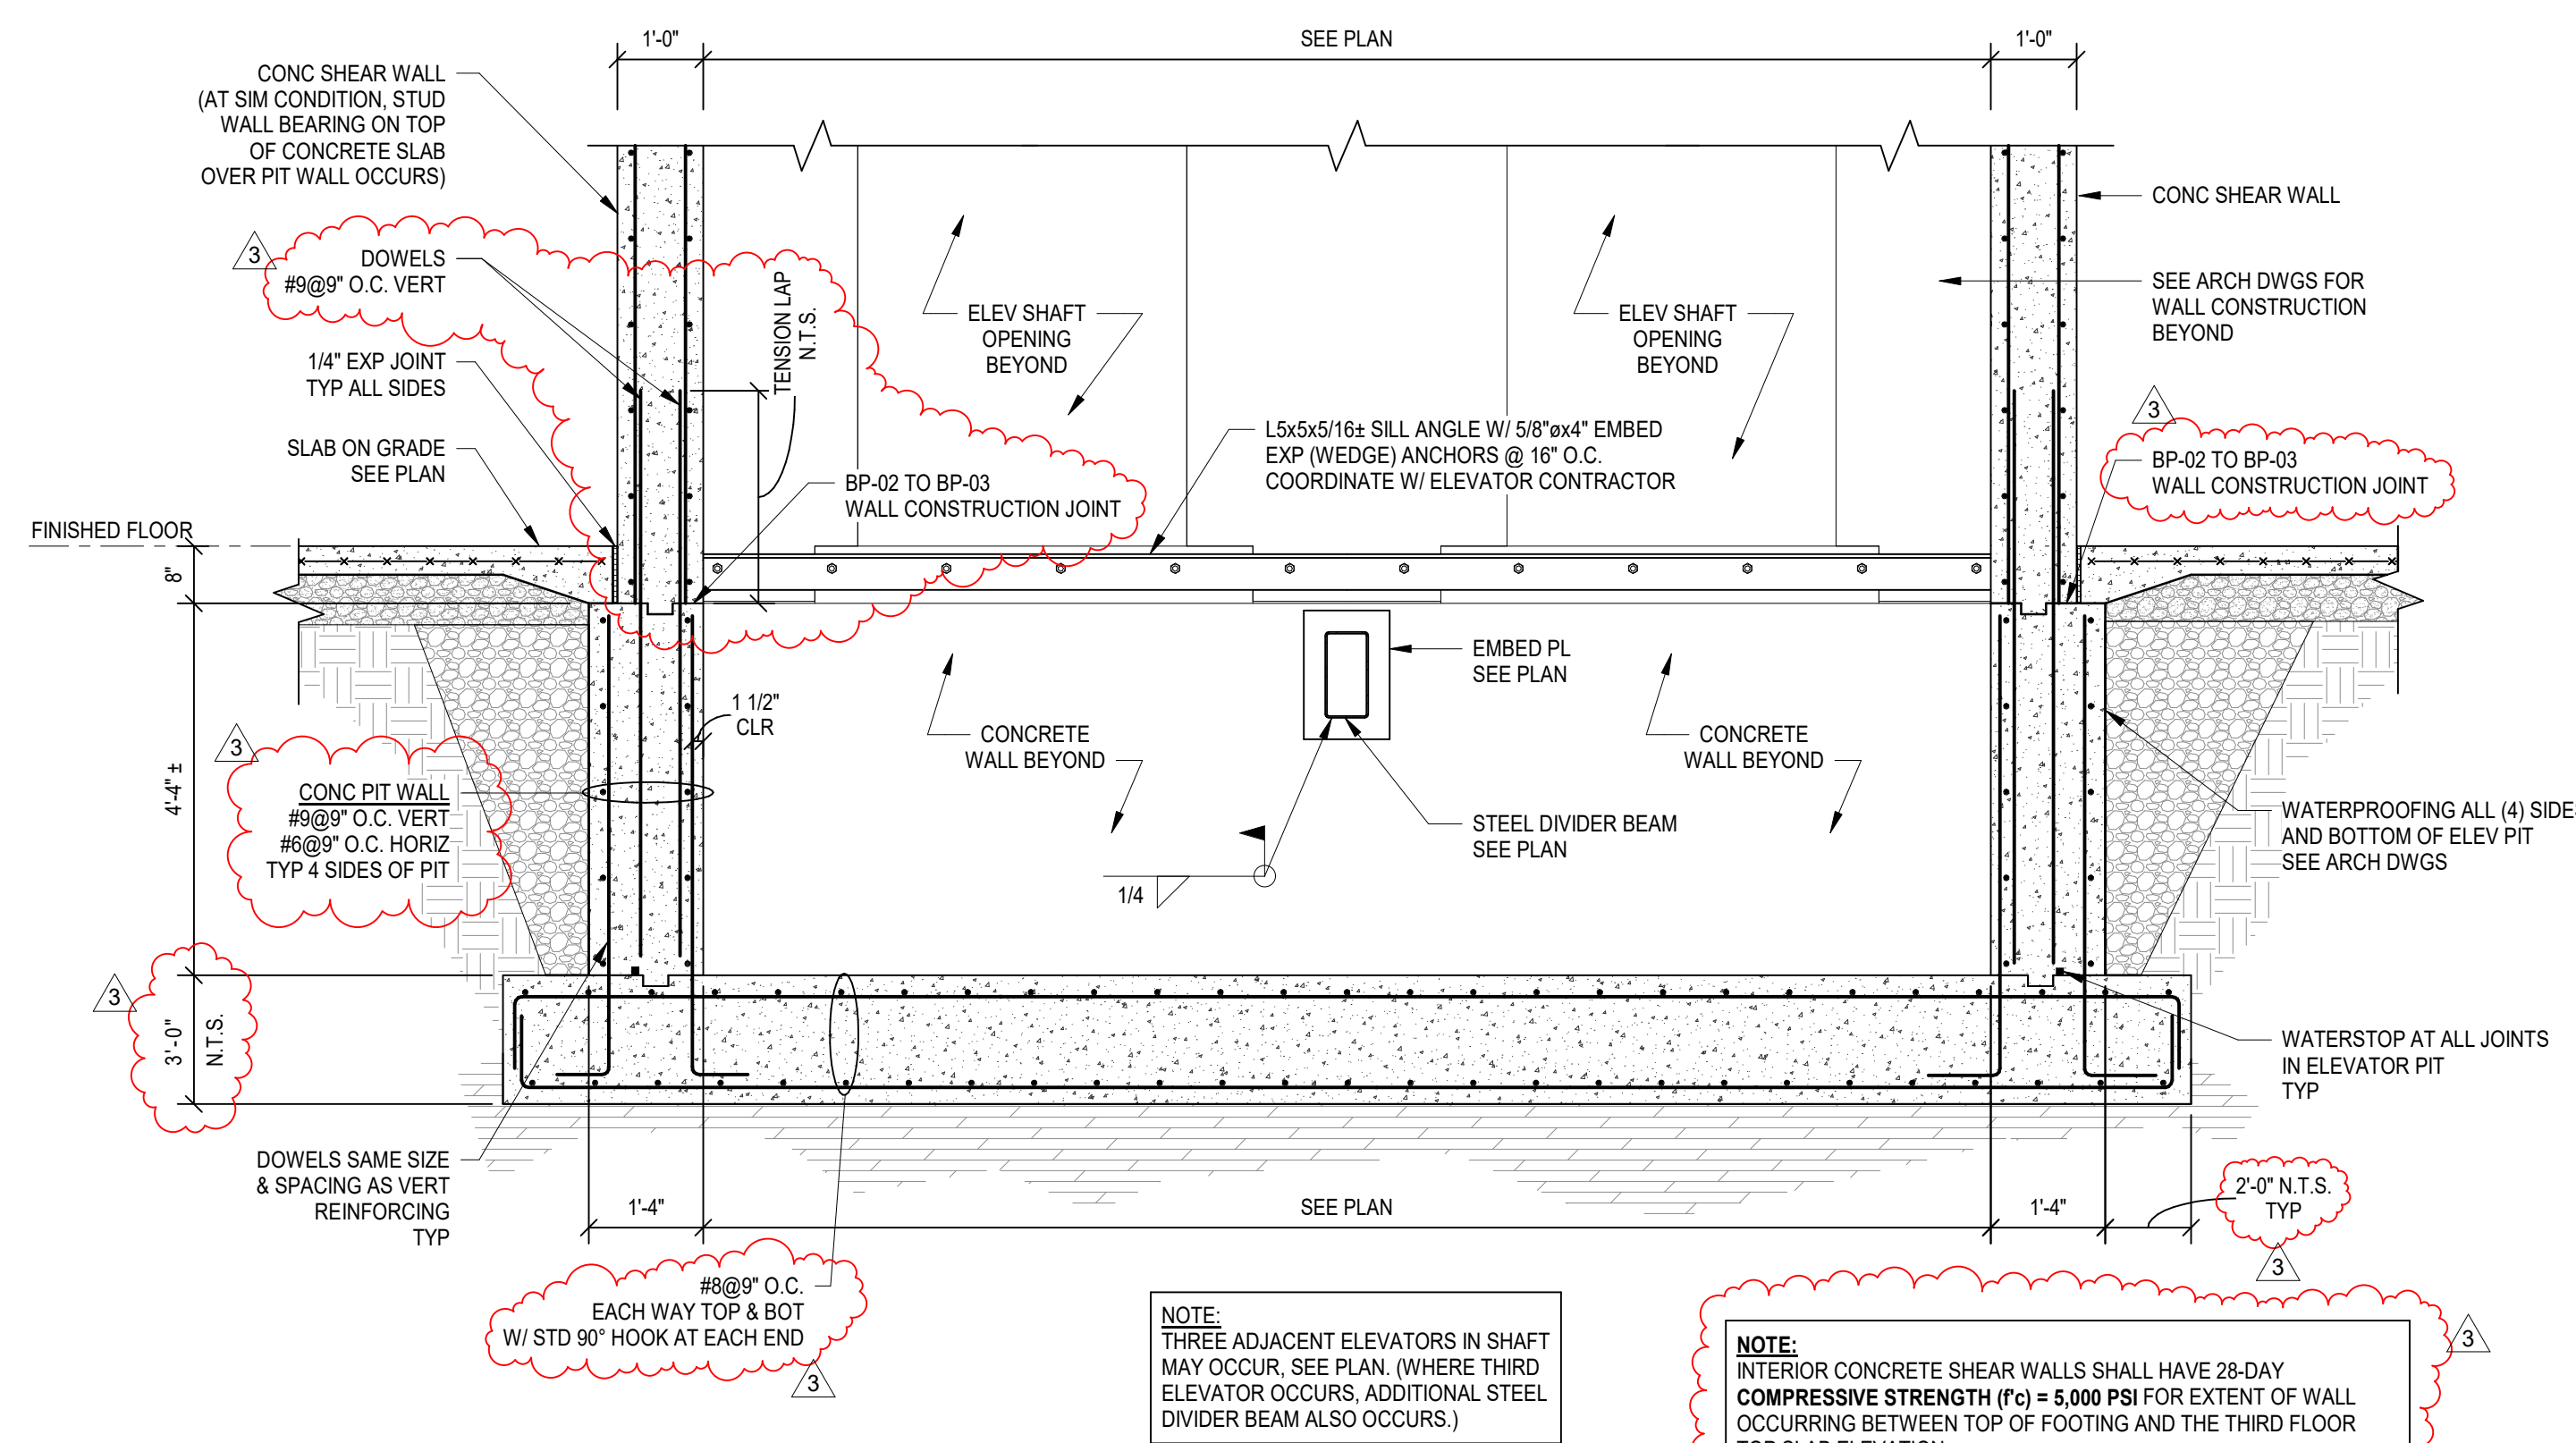 1'-0"
SEE PLAN
1'-0"
CONC SHEAR WALL
(AT SIM CONDITION, STUD
WALL BEARING ON TOP
OF CONCRETE SLAB
OVER PIT WALL OCCURS)
CONC SHEAR WALL
3
DOWELS
#9@9" O.C. VERT
TENSION LAP
N.T.S.
SEE ARCH DWGS FOR
WALL CONSTRUCTION
BEYOND
ELEV SHAFT
OPENING
BEYOND
ELEV SHAFT
OPENING
BEYOND
1/4" EXP JOINT
TYP ALL SIDES
3
SLAB ON GRADE
SEE PLAN
L5x5x5/16± SILL ANGLE W/ 5/8"øx4" EMBED
EXP (WEDGE) ANCHORS @ 16" O.C.
COORDINATE W/ ELEVATOR CONTRACTOR
BP-02 TO BP-03
WALL CONSTRUCTION JOINT
BP-02 TO BP-03
WALL CONSTRUCTION JOINT
FINISHED FLOOR
8"
EMBED PL
SEE PLAN
1 1/2"
CLR
CONCRETE
WALL BEYOND
CONCRETE
WALL BEYOND
3
4'-4" ±
CONC PIT WALL
#9@9" O.C. VERT
#6@9" O.C. HORIZ
TYP 4 SIDES OF PIT
STEEL DIVIDER BEAM
SEE PLAN
1/4
WATERPROOFING ALL (4) SIDE
AND BOTTOM OF ELEV PIT
SEE ARCH DWGS
3
3'-0"
N.T.S.
WATERSTOP AT ALL JOINTS
IN ELEVATOR PIT
TYP
DOWELS SAME SIZE
& SPACING AS VERT
REINFORCING
TYP
1'-4"
SEE PLAN
1'-4"
2'-0" N.T.S.
TYP
3
#8@9" O.C.
EACH WAY TOP & BOT
W/ STD 90° HOOK AT EACH END
3
NOTE:
THREE ADJACENT ELEVATORS IN SHAFT
MAY OCCUR, SEE PLAN. (WHERE THIRD
ELEVATOR OCCURS, ADDITIONAL STEEL
DIVIDER BEAM ALSO OCCURS.)
3
NOTE:
INTERIOR CONCRETE SHEAR WALLS SHALL HAVE 28-DAY
COMPRESSIVE STRENGTH (f'c) = 5,000 PSI FOR EXTENT OF WALL
OCCURRING BETWEEN TOP OF FOOTING AND THE THIRD FLOOR